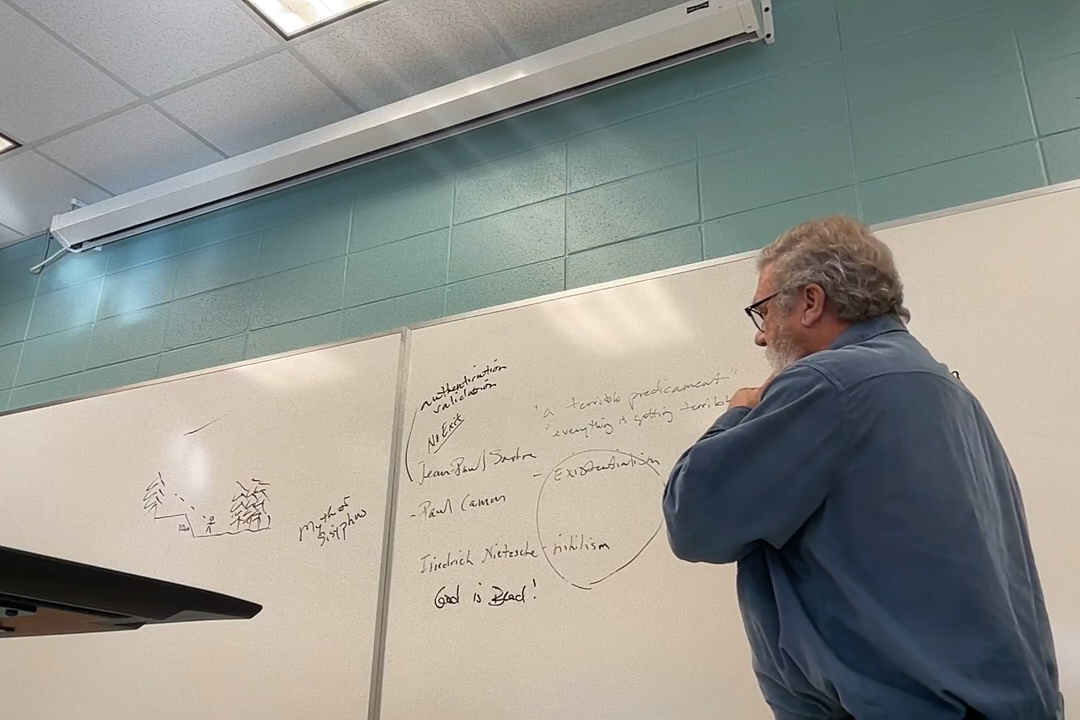 myth of
Sisyphus
authentication
validation
No Exit
Jean-Paul Sartre
- Existentialism
- Paul Camus
Friedrich Nietzsche - nihilism
God is Dead!
"a terrible predicament"
"everything is getting terribl